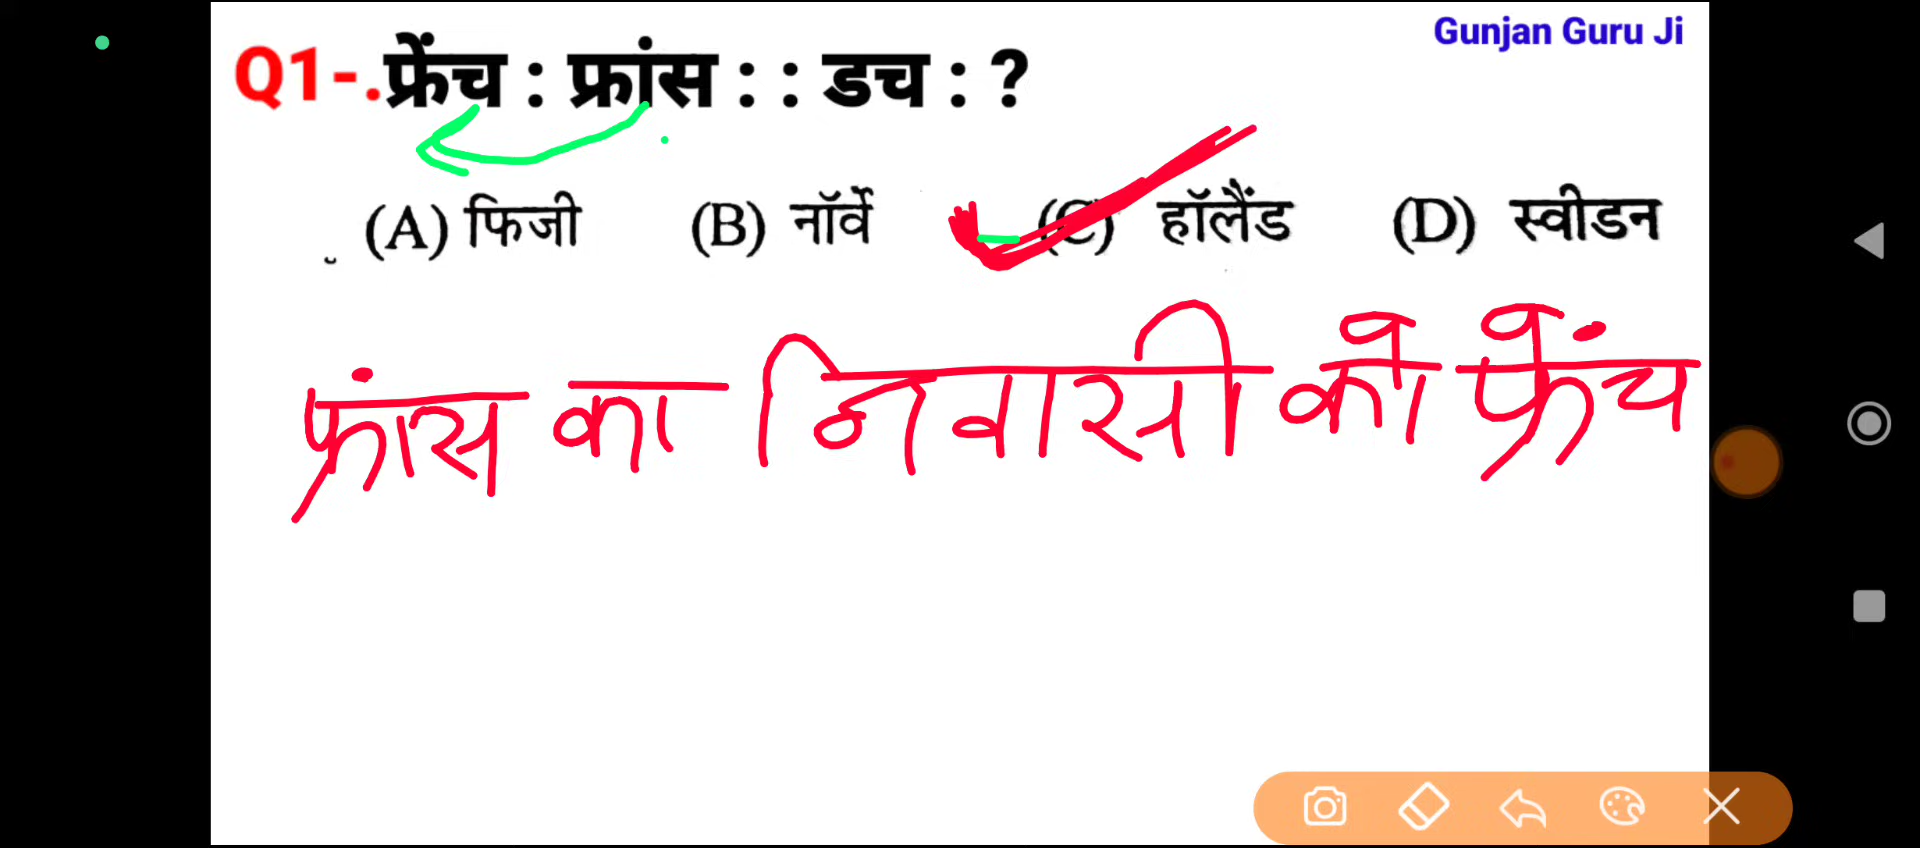 Gunjan Guru Ji
Q1-.फ्रेंच : फ्रांस : : डच : ?
(A) फिजी (B) नॉर्वे (C) हॉलैंड (D) स्वीडन
फ्रांस का निवासी को फ्रेंच